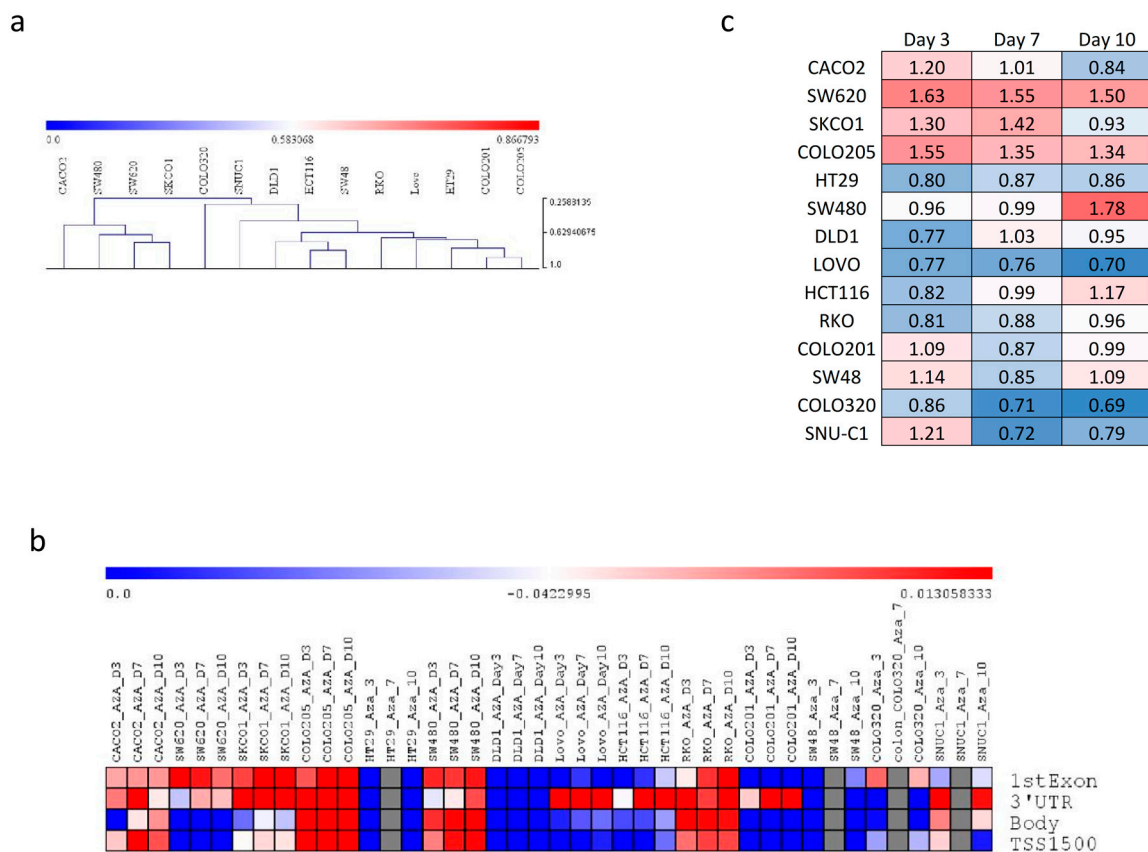 a
0.0 0.583068 0.866793
CACO2 SW480 SW620 SKCO1 COLO320 SNUC1 DLD1 HCT116 SW48 RKO Lovo HT29 COLO201 COLO205
0.2583135
0.62940675
1.0
c
Day 3 Day 7 Day 10
CACO2 1.20 1.01 0.84
SW620 1.63 1.55 1.50
SKCO1 1.30 1.42 0.93
COLO205 1.55 1.35 1.34
HT29 0.80 0.87 0.86
SW480 0.96 0.99 1.78
DLD1 0.77 1.03 0.95
LOVO 0.77 0.76 0.70
HCT116 0.82 0.99 1.17
RKO 0.81 0.88 0.96
COLO201 1.09 0.87 0.99
SW48 1.14 0.85 1.09
COLO320 0.86 0.71 0.69
SNU-C1 1.21 0.72 0.79
b
0.0 -0.0422995 0.013058333
CACO2_AZA_D3
CACO2_AZA_D7
CACO2_AZA_D10
SW620_AZA_D3
SW620_AZA_D7
SW620_AZA_D10
SKCO1_AZA_D3
SKCO1_AZA_D7
SKCO1_AZA_D10
COLO205_AZA_D3
COLO205_AZA_D7
COLO205_AZA_D10
HT29_Aza_3
HT29_Aza_7
HT29_Aza_10
SW480_AZA_D3
SW480_AZA_D7
SW480_AZA_D10
DLD1_AZA_Day3
DLD1_AZA_Day7
DLD1_AZA_Day10
Lovo_AZA_Day3
Lovo_AZA_Day7
Lovo_AZA_Day10
HCT116_AZA_D3
HCT116_AZA_D7
HCT116_AZA_D10
RKO_AZA_D3
RKO_AZA_D7
RKO_AZA_D10
COLO201_AZA_D3
COLO201_AZA_D7
COLO201_AZA_D10
SW48_Aza_3
SW48_Aza_7
SW48_Aza_10
COLO320_Aza_3
Colon_COLO320_Aza_7
COLO320_Aza_10
SNUC1_Aza_3
SNUC1_Aza_7
SNUC1_Aza_10
1stExon
3'UTR
Body
TSS1500